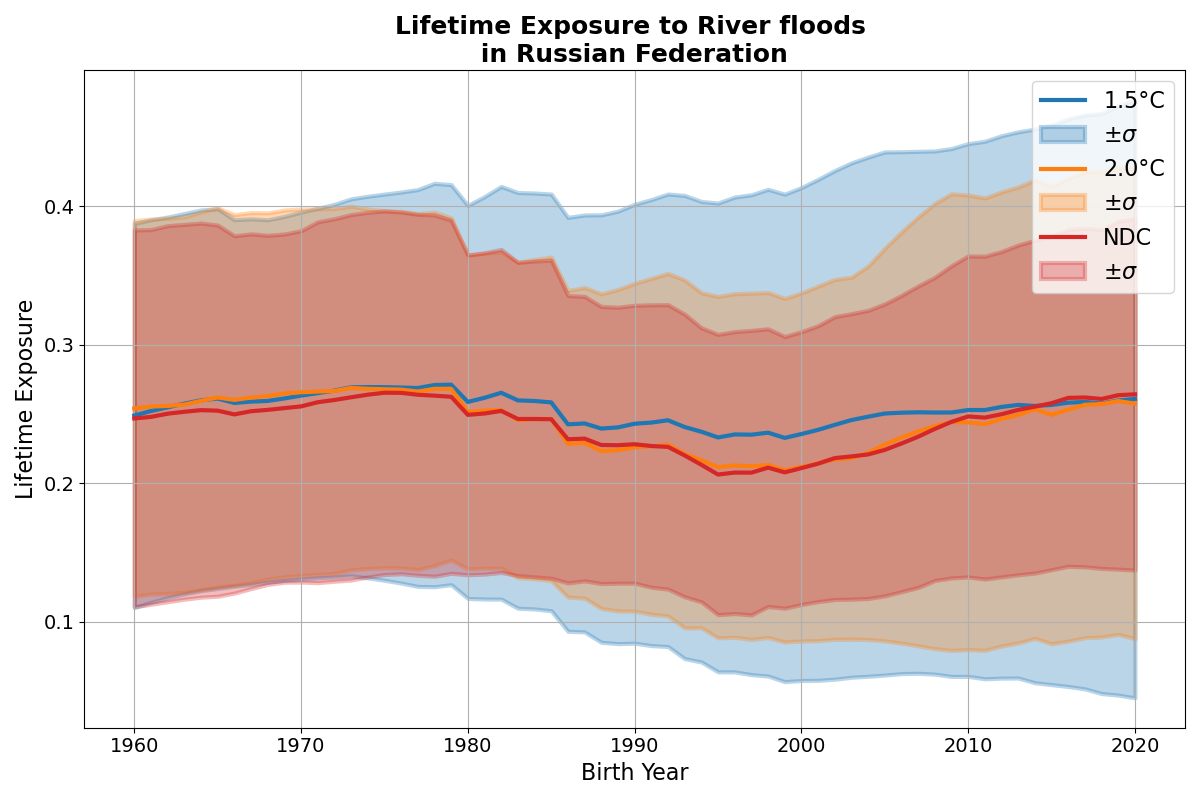 Lifetime Exposure to River floods
in Russian Federation
1.5°C
±σ
2.0°C
±σ
NDC
±σ
Lifetime Exposure
0.4
0.3
0.2
0.1
1960 1970 1980 1990 2000 2010 2020
Birth Year